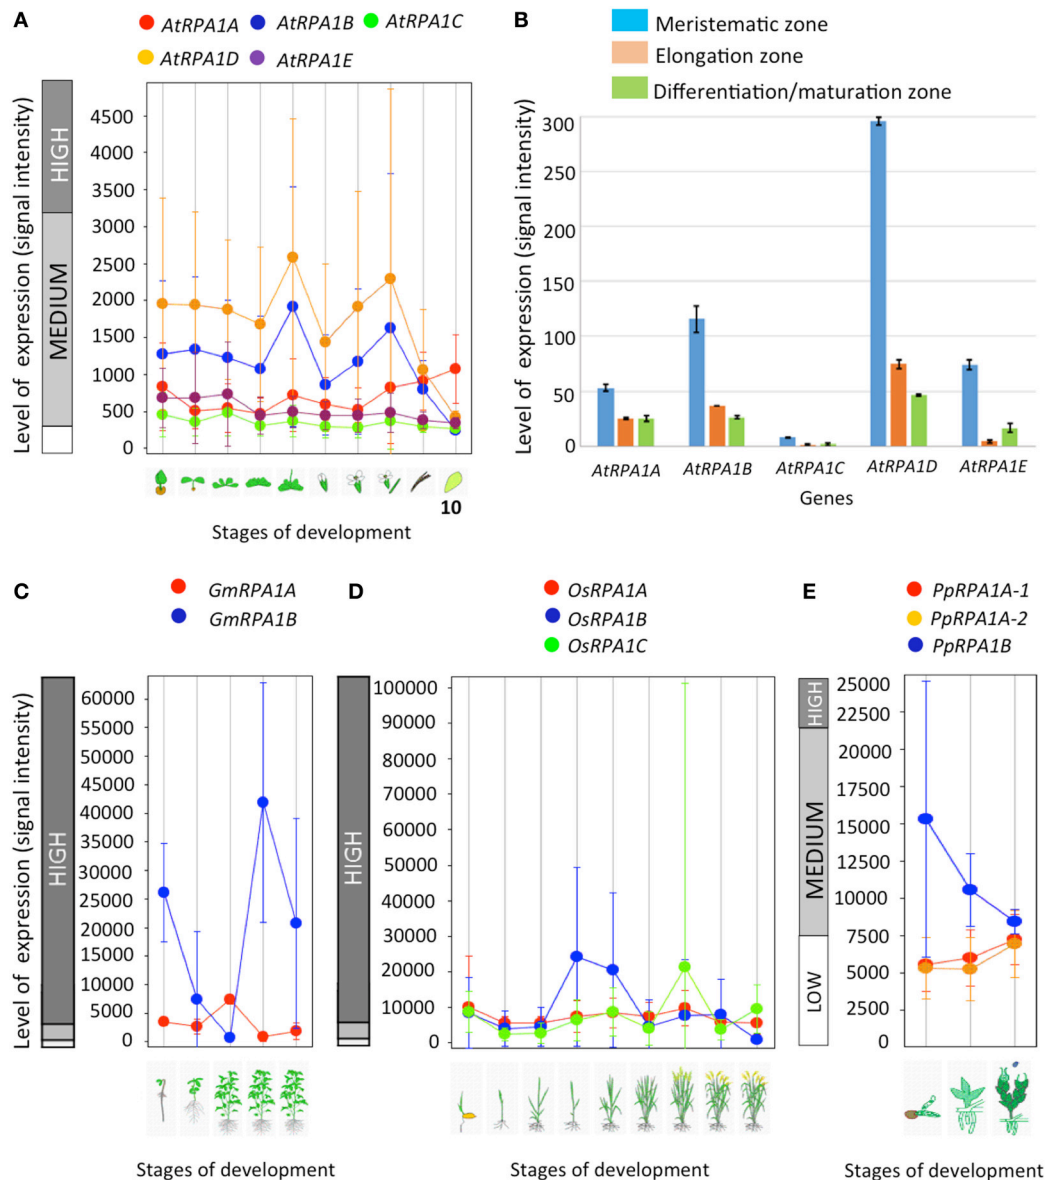 A
AtRPA1A AtRPA1B AtRPA1C
AtRPA1D AtRPA1E
Level of expression (signal intensity)
HIGH
MEDIUM
4500
4000
3500
3000
2500
2000
1500
1000
500
0
10
Stages of development
B
Meristematic zone
Elongation zone
Differentiation/maturation zone
Level of expression (signal intensity)
300
250
200
150
100
50
0
AtRPA1A AtRPA1B AtRPA1C AtRPA1D AtRPA1E
Genes
C
GmRPA1A
GmRPA1B
Level of expression (signal intensity)
HIGH
60000
55000
50000
45000
40000
35000
30000
25000
20000
15000
10000
5000
0
Stages of development
D
OsRPA1A
OsRPA1B
OsRPA1C
HIGH
100000
90000
80000
70000
60000
50000
40000
30000
20000
10000
0
Stages of development
E
PpRPA1A-1
PpRPA1A-2
PpRPA1B
HIGH
MEDIUM
LOW
25000
22500
20000
17500
15000
12500
10000
7500
5000
2500
0
Stages of development